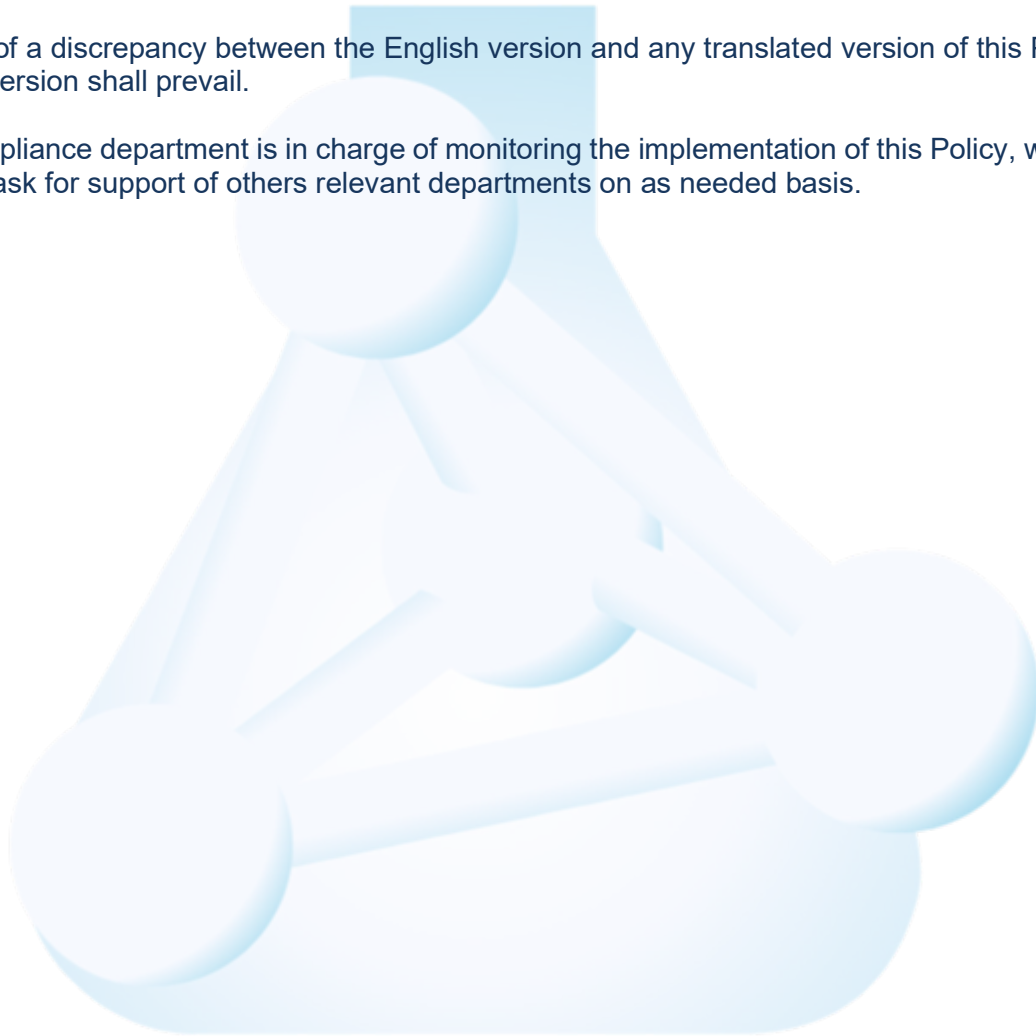 of a discrepancy between the English version and any translated version of this
ersion shall prevail.
pliance department is in charge of monitoring the implementation of this Policy, w
ask for support of others relevant departments on as needed basis.